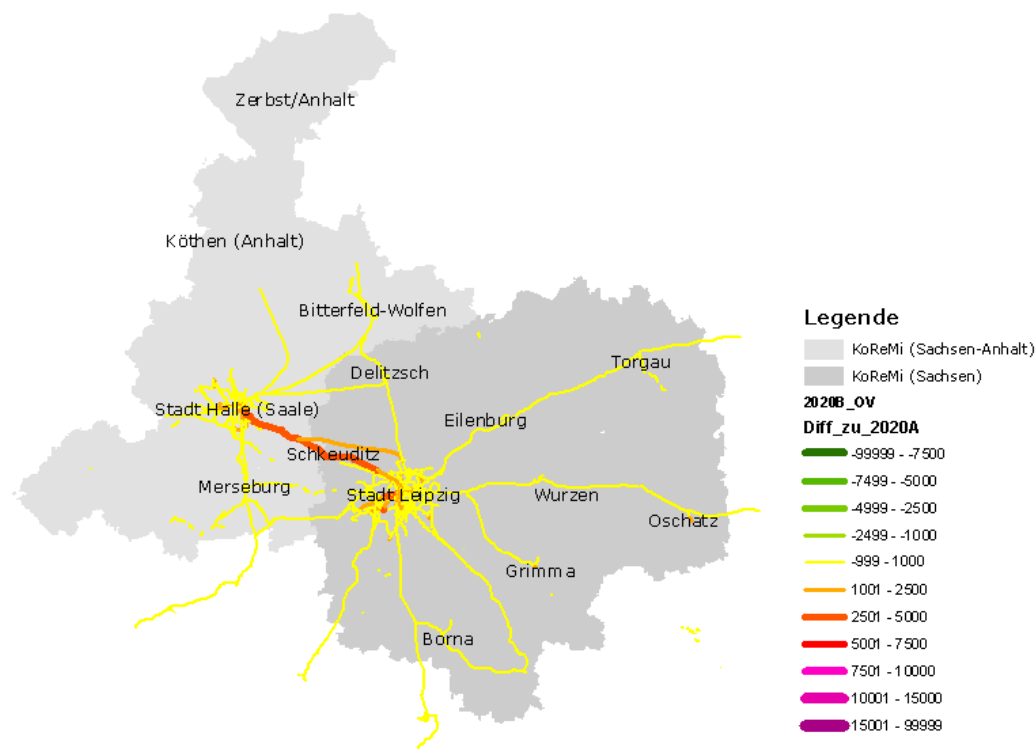 Zerbst/Anhalt
Köthen (Anhalt)
Bitterfeld-Wolfen
Delitzsch
Torgau
Stadt Halle (Saale)
Eilenburg
Schkeuditz
Merseburg
Stadt Leipzig
Wurzen
Oschatz
Grimma
Borna
Legende
KoReMi (Sachsen-Anhalt)
KoReMi (Sachsen)
2020B_OV
Diff_zu_2020A
-99999 - -7500
-7499 - -5000
-4999 - -2500
-2499 - -1000
-999 - 1000
1001 - 2500
2501 - 5000
5001 - 7500
7501 - 10000
10001 - 15000
15001 - 99999